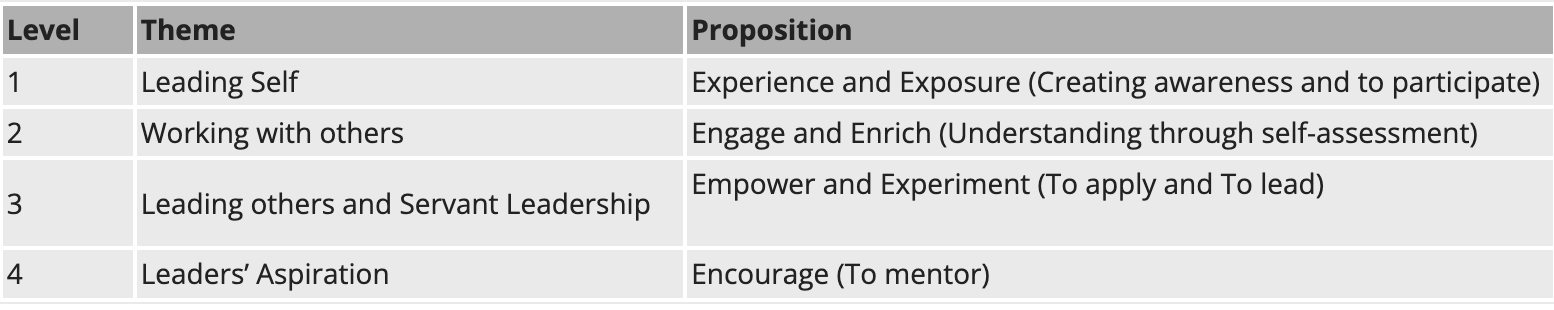 Level Theme Proposition
1 Leading Self Experience and Exposure (Creating awareness and to participate)
2 Working with others Engage and Enrich (Understanding through self-assessment)
3 Leading others and Servant Leadership Empower and Experiment (To apply and To lead)
4 Leaders’ Aspiration Encourage (To mentor)